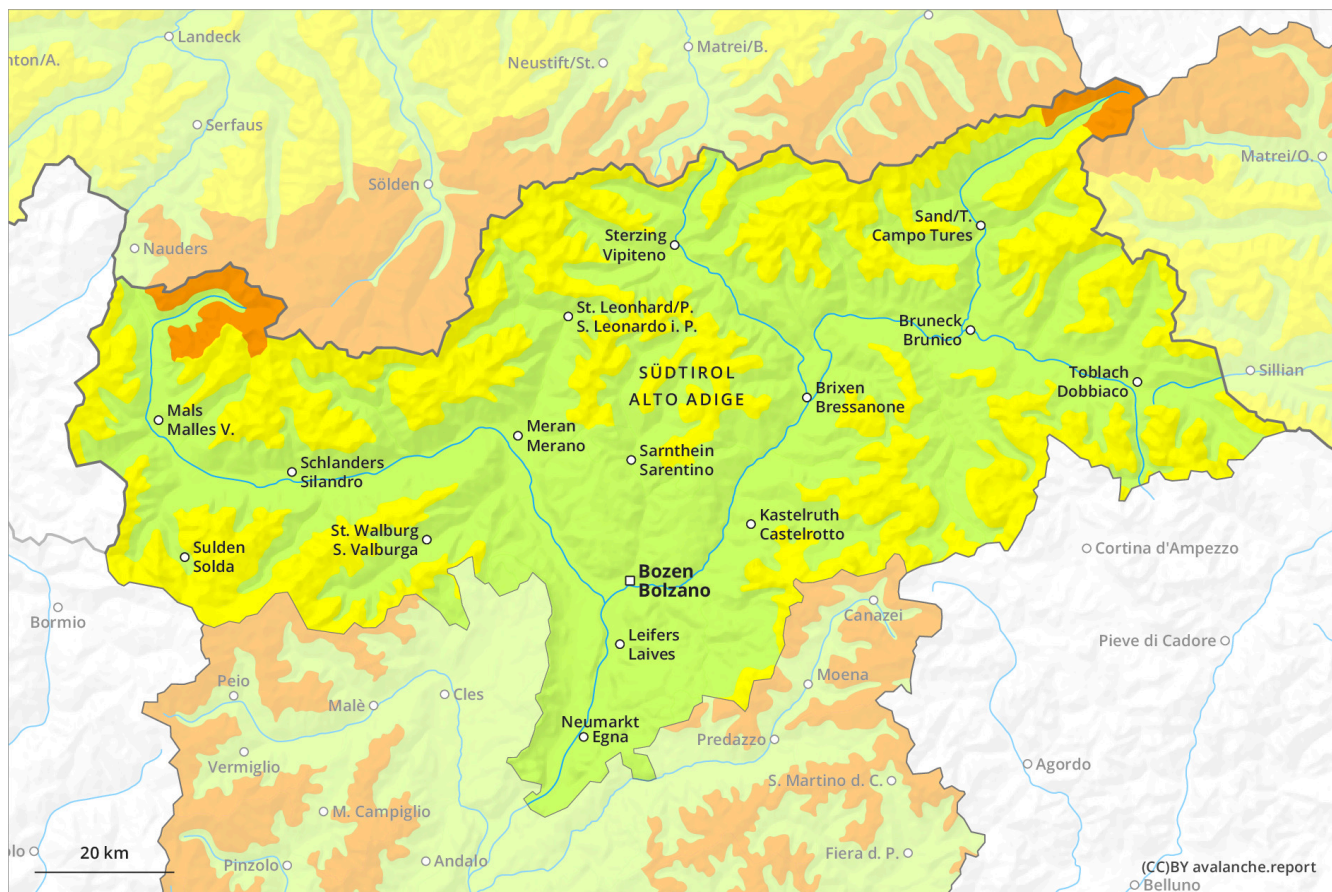 Landeck
Matrei/B.
nton/A.
Neustift/St.
Serfaus
Matrei/O.
Sölden
Sand/T.
Campo Tures
Sterzing
Vipiteno
Nauders
St. Leonhard/P.
S. Leonardo i. P.
Bruneck
Brunico
SÜDTIROL
ALTO ADIGE
Toblach
Dobbiaco
Sillian
Brixen
Bressanone
Mals
Malles V.
Meran
Merano
Sarnthein
Sarentino
Schlanders
Silandro
Kastelruth
Castelrotto
St. Walburg
S. Valburga
Sulden
Solda
Cortina d'Ampezzo
Bozen
Bolzano
Bormio
Canazei
Leifers
Laives
Pieve di Cadore
Moena
Peio
Malè
Cles
Neumarkt
Egna
Predazzo
Vermiglio
Agordo
S. Martino d. C.
M. Campiglio
lo
20 km
Pinzolo
Andalo
Fiera d. P.
(CC)BY avalanche.report
Belluno